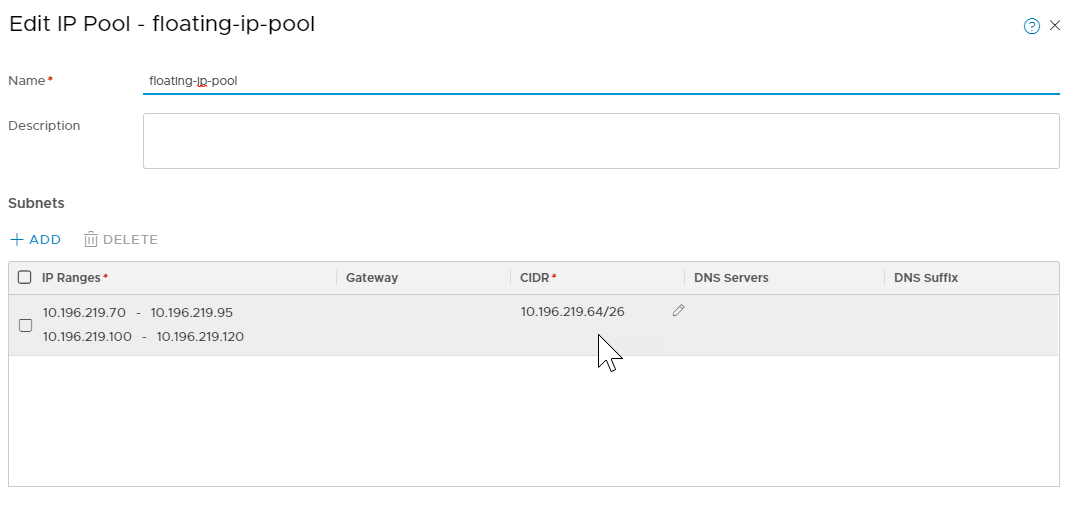 Edit IP Pool - floating-ip-pool
Name*
floating-ip-pool
Description
Subnets
+ ADD DELETE
IP Ranges* Gateway CIDR* DNS Servers DNS Suffix
10.196.219.70 - 10.196.219.95 10.196.219.64/26
10.196.219.100 - 10.196.219.120